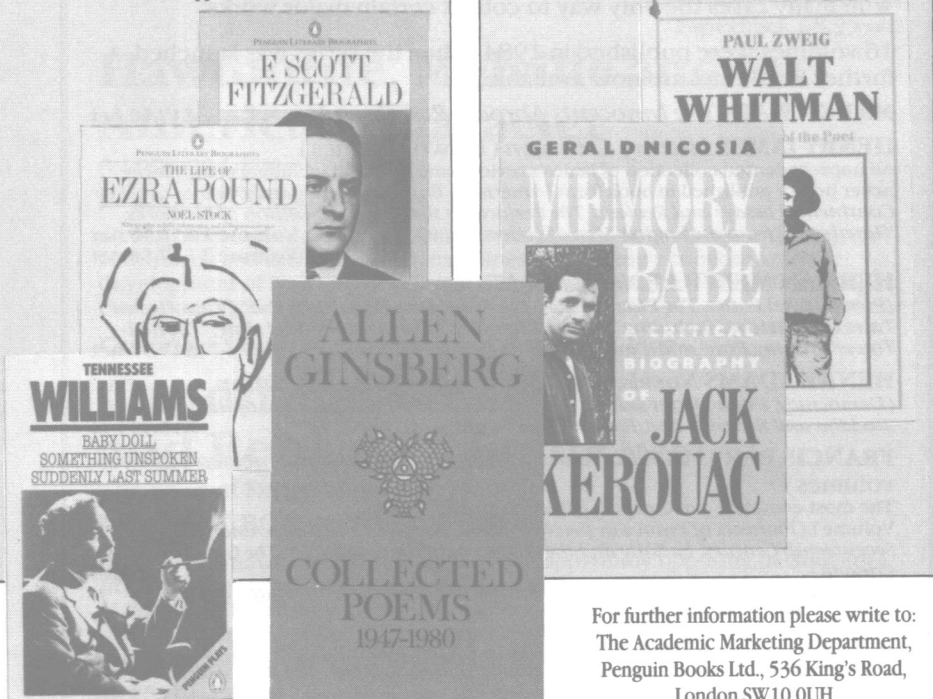 PENGUIN LITERARY BIOGRAPHIES
F. SCOTT
FITZGERALD
PENGUIN LITERARY BIOGRAPHIES
THE LIFE OF
EZRA POUND
NOEL STOCK
PAUL ZWEIG
WALT
WHITMAN
of the Poet
GERALD NICOSIA
MEMORY
BABE
A CRITICAL
BIOGRAPHY
OF JACK
KEROUAC
TENNESSEE
WILLIAMS
BABY DOLL
SOMETHING UNSPOKEN
SUDDENLY LAST SUMMER
PENGUIN PLAYS
ALLEN
GINSBERG
COLLECTED
POEMS
1947-1980
For further information please write to:
The Academic Marketing Department,
Penguin Books Ltd., 536 King's Road,
London SW10 0UH